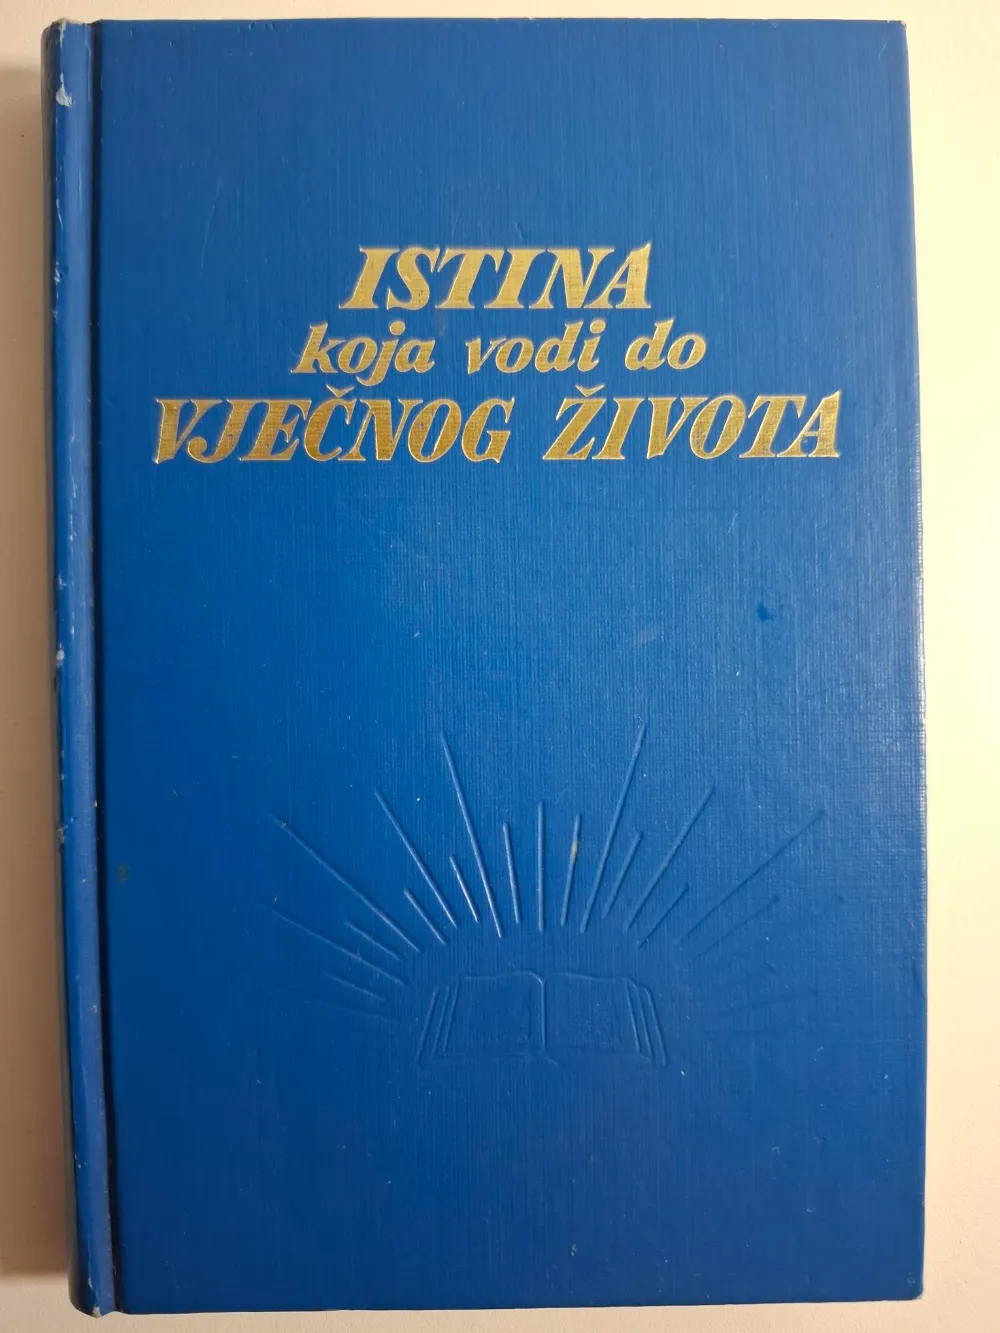 ISTINA
koja vodi do
VJEČNOG ŽIVOTA